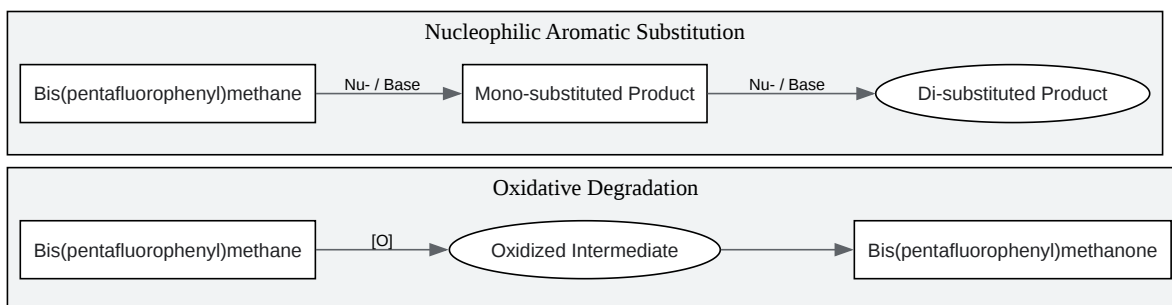 Nucleophilic Aromatic Substitution
Bis(pentafluorophenyl)methane
Nu- / Base
Mono-substituted Product
Nu- / Base
Di-substituted Product
Oxidative Degradation
Bis(pentafluorophenyl)methane
[O]
Oxidized Intermediate
Bis(pentafluorophenyl)methanone